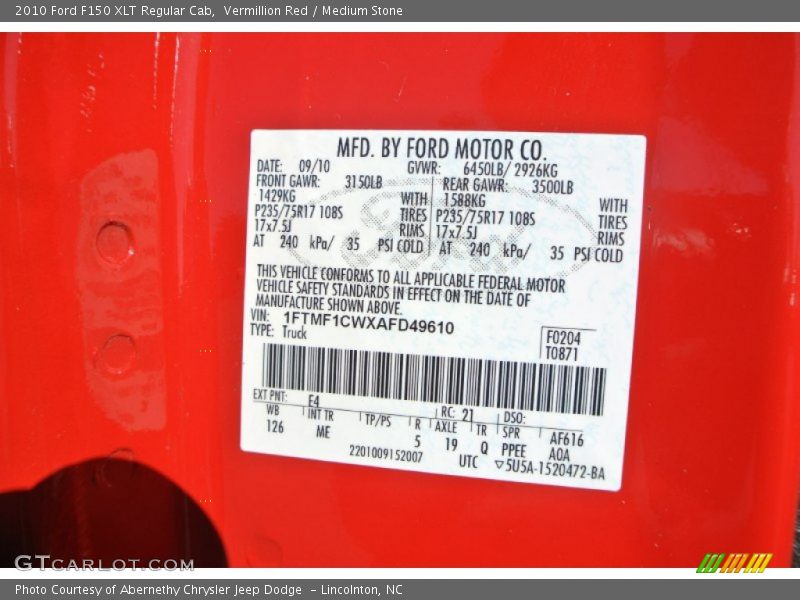 2010 Ford F150 XLT Regular Cab,  Vermillion Red / Medium Stone
MFD. BY FORD MOTOR CO.
DATE: 09/10 GVWR: 6450LB/ 2926KG
FRONT GAWR: 3150LB REAR GAWR: 3500LB
1429KG WITH 1588KG WITH
P235/75R17 108S TIRES P235/75R17 108S TIRES
17x7.5J RIMS 17x7.5J RIMS
AT 240 kPa/ 35 PSI COLD AT 240 kPa/ 35 PSI COLD
THIS VEHICLE CONFORMS TO ALL APPLICABLE FEDERAL MOTOR
VEHICLE SAFETY STANDARDS IN EFFECT ON THE DATE OF
MANUFACTURE SHOWN ABOVE.
VIN: 1FTMF1CWXAFD49610
TYPE: Truck
F0204
T0871
EXT PNT: E4 RC: 21 DSO:
WB INT TR TP/PS R AXLE TR SPR AF616
126 ME 5 19 Q PPEE AOA
2201009152007 UTC ▽5U5A-1520472-BA
GTCARLOT.COM
Photo Courtesy of Abernethy Chrysler Jeep Dodge  – Lincolnton, NC